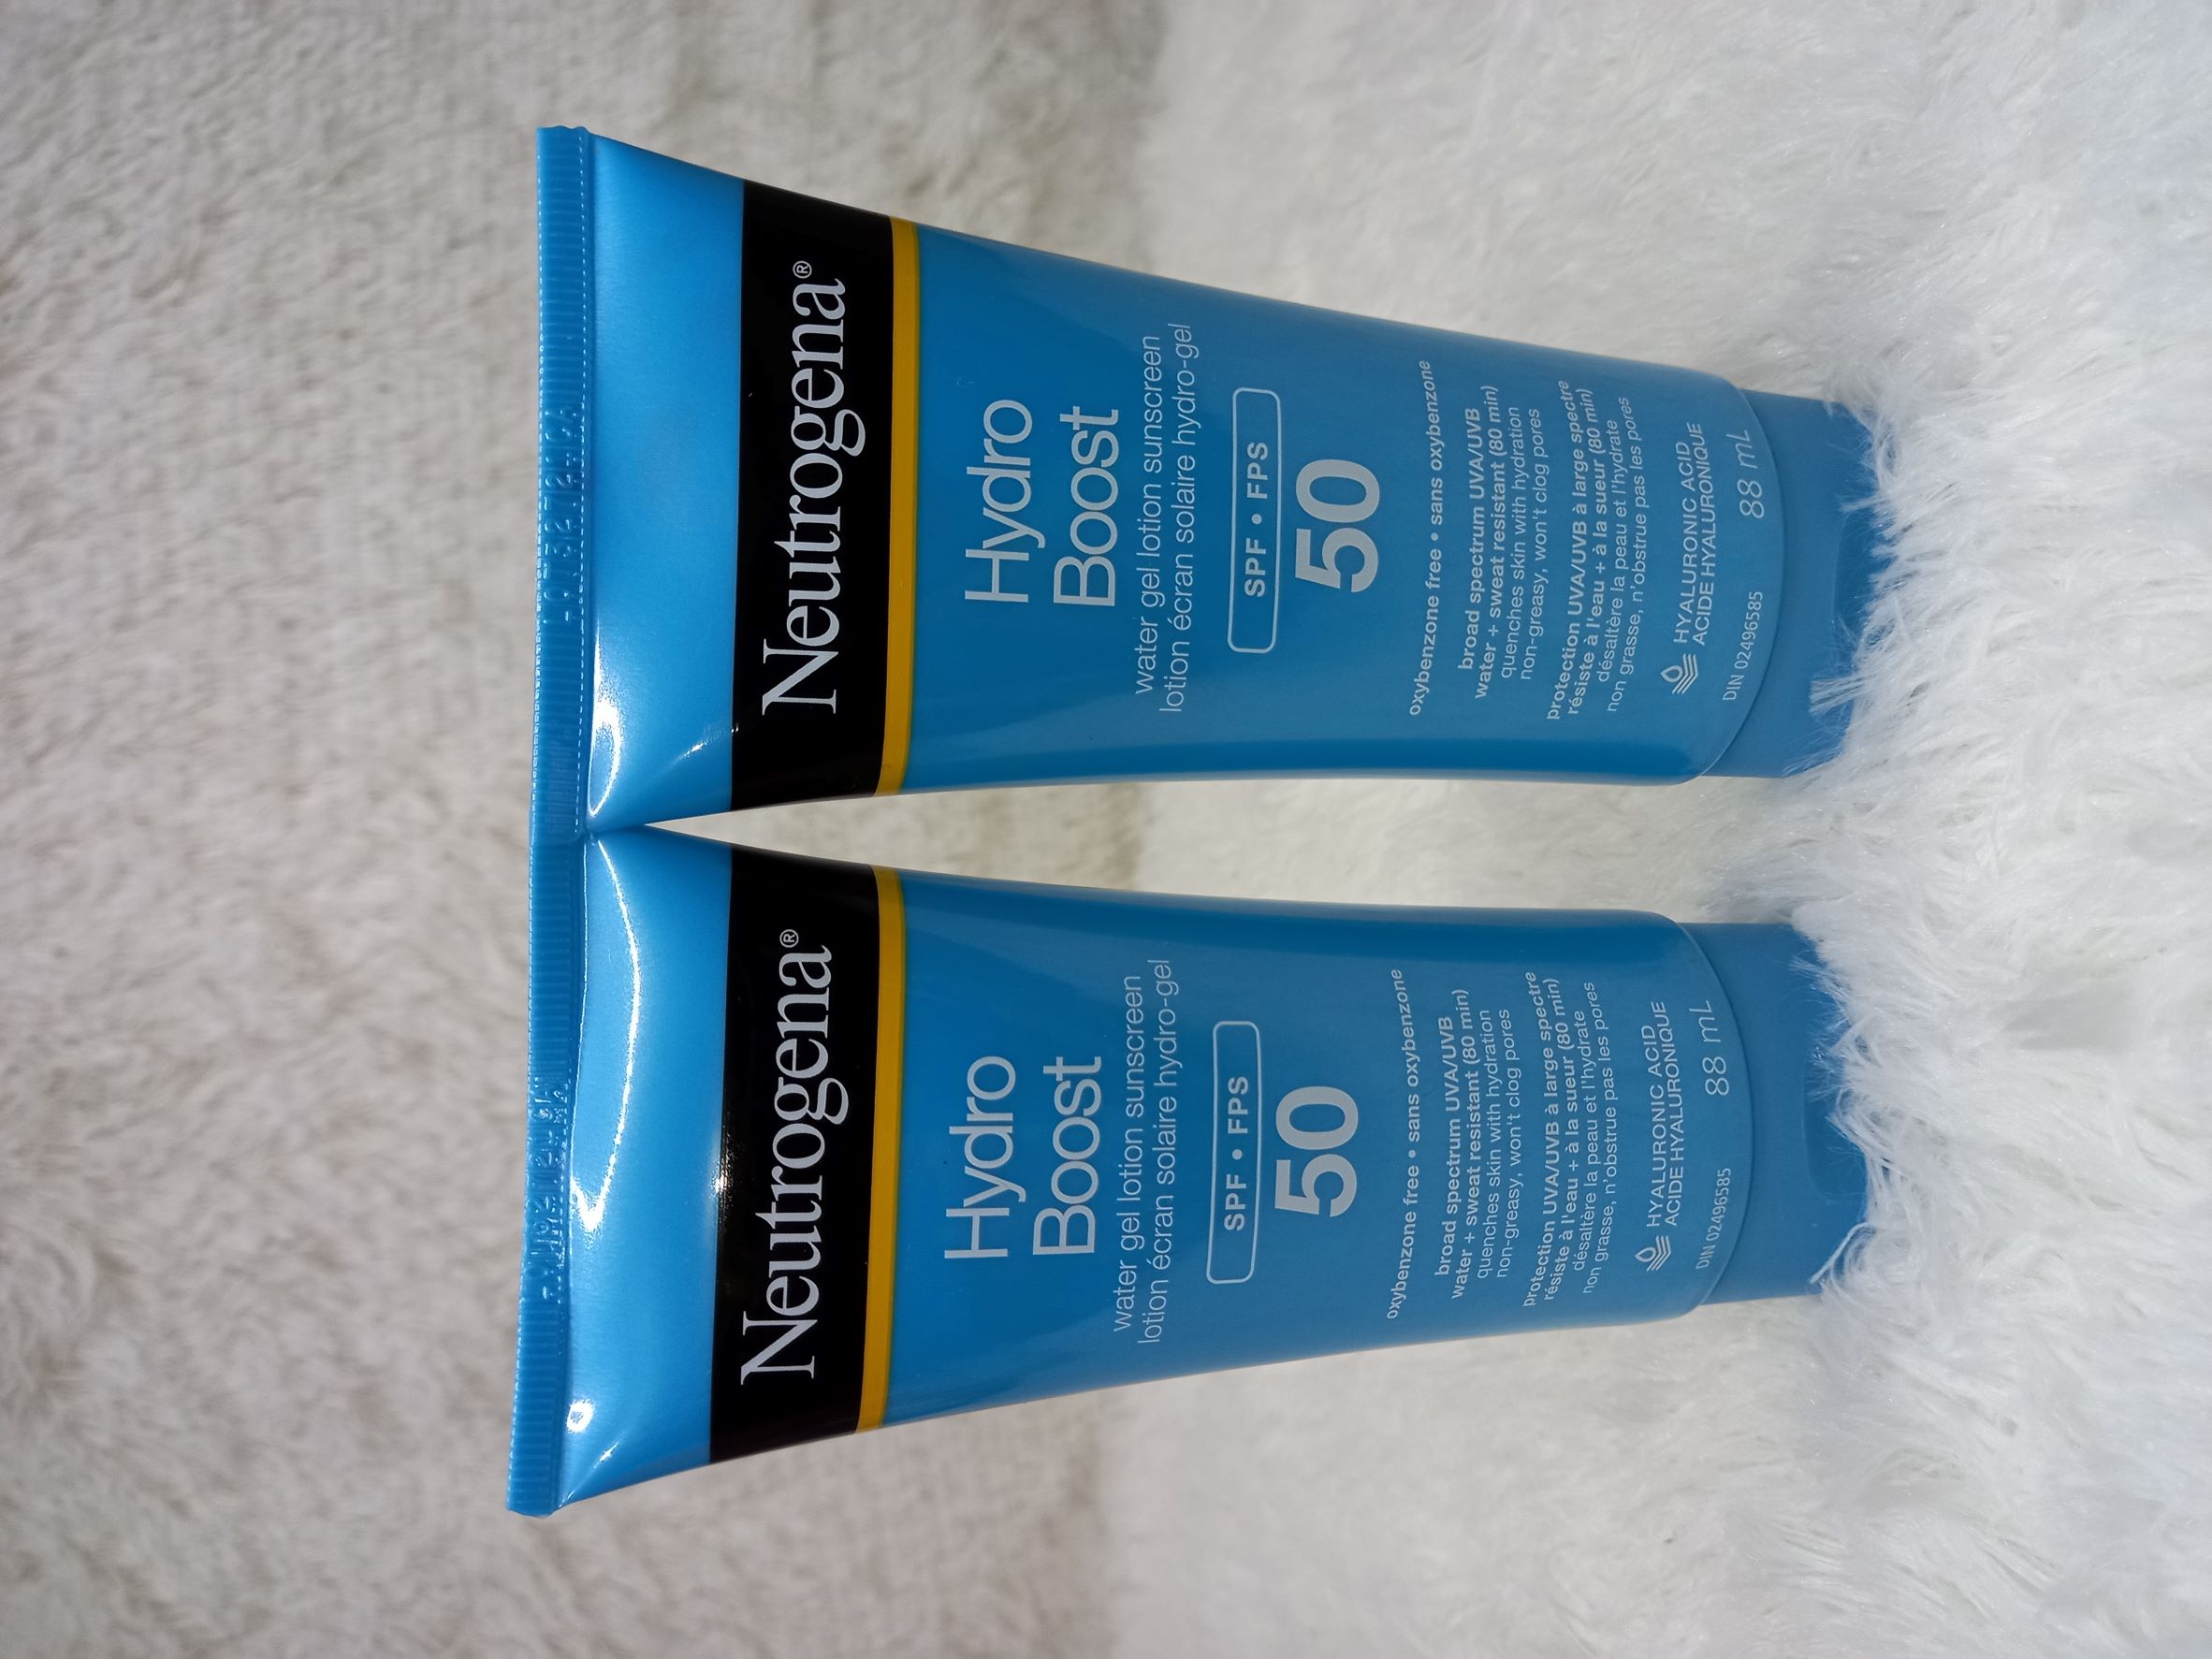 Neutrogena®
Hydro
Boost
water gel lotion sunscreen
lotion écran solaire hydro-gel
SPF • FPS
50
oxybenzone free • sans oxybenzone
broad spectrum UVA/UVB
water + sweat resistant (80 min)
quenches skin with hydration
non-greasy, won't clog pores
protection UVA/UVB à large spectre
résiste à l'eau + à la sueur (80 min)
désaltère la peau et l'hydrate
non grasse, n'obstrue pas les pores
HYALURONIC ACID
ACIDE HYALURONIQUE
DIN 02496585
88 mL
Neutrogena®
Hydro
Boost
water gel lotion sunscreen
lotion écran solaire hydro-gel
SPF • FPS
50
oxybenzone free • sans oxybenzone
broad spectrum UVA/UVB
water + sweat resistant (80 min)
quenches skin with hydration
non-greasy, won't clog pores
protection UVA/UVB à large spectre
résiste à l'eau + à la sueur (80 min)
désaltère la peau et l'hydrate
non grasse, n'obstrue pas les pores
HYALURONIC ACID
ACIDE HYALURONIQUE
DIN 02496585
88 mL